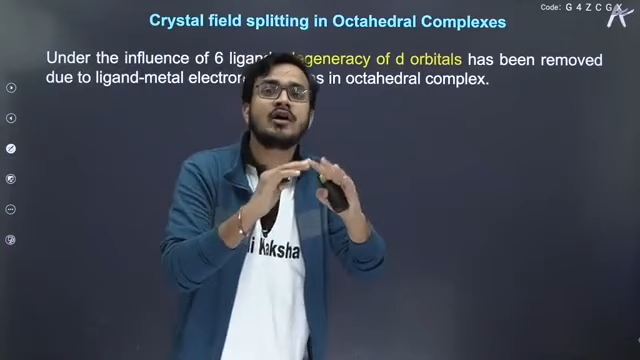 Code: G 4 Z C G X
Crystal field splitting in Octahedral Complexes
Under the influence of 6 degeneracy of d orbitals has been removed
due to ligand-metal in octahedral complex.
Kaksha